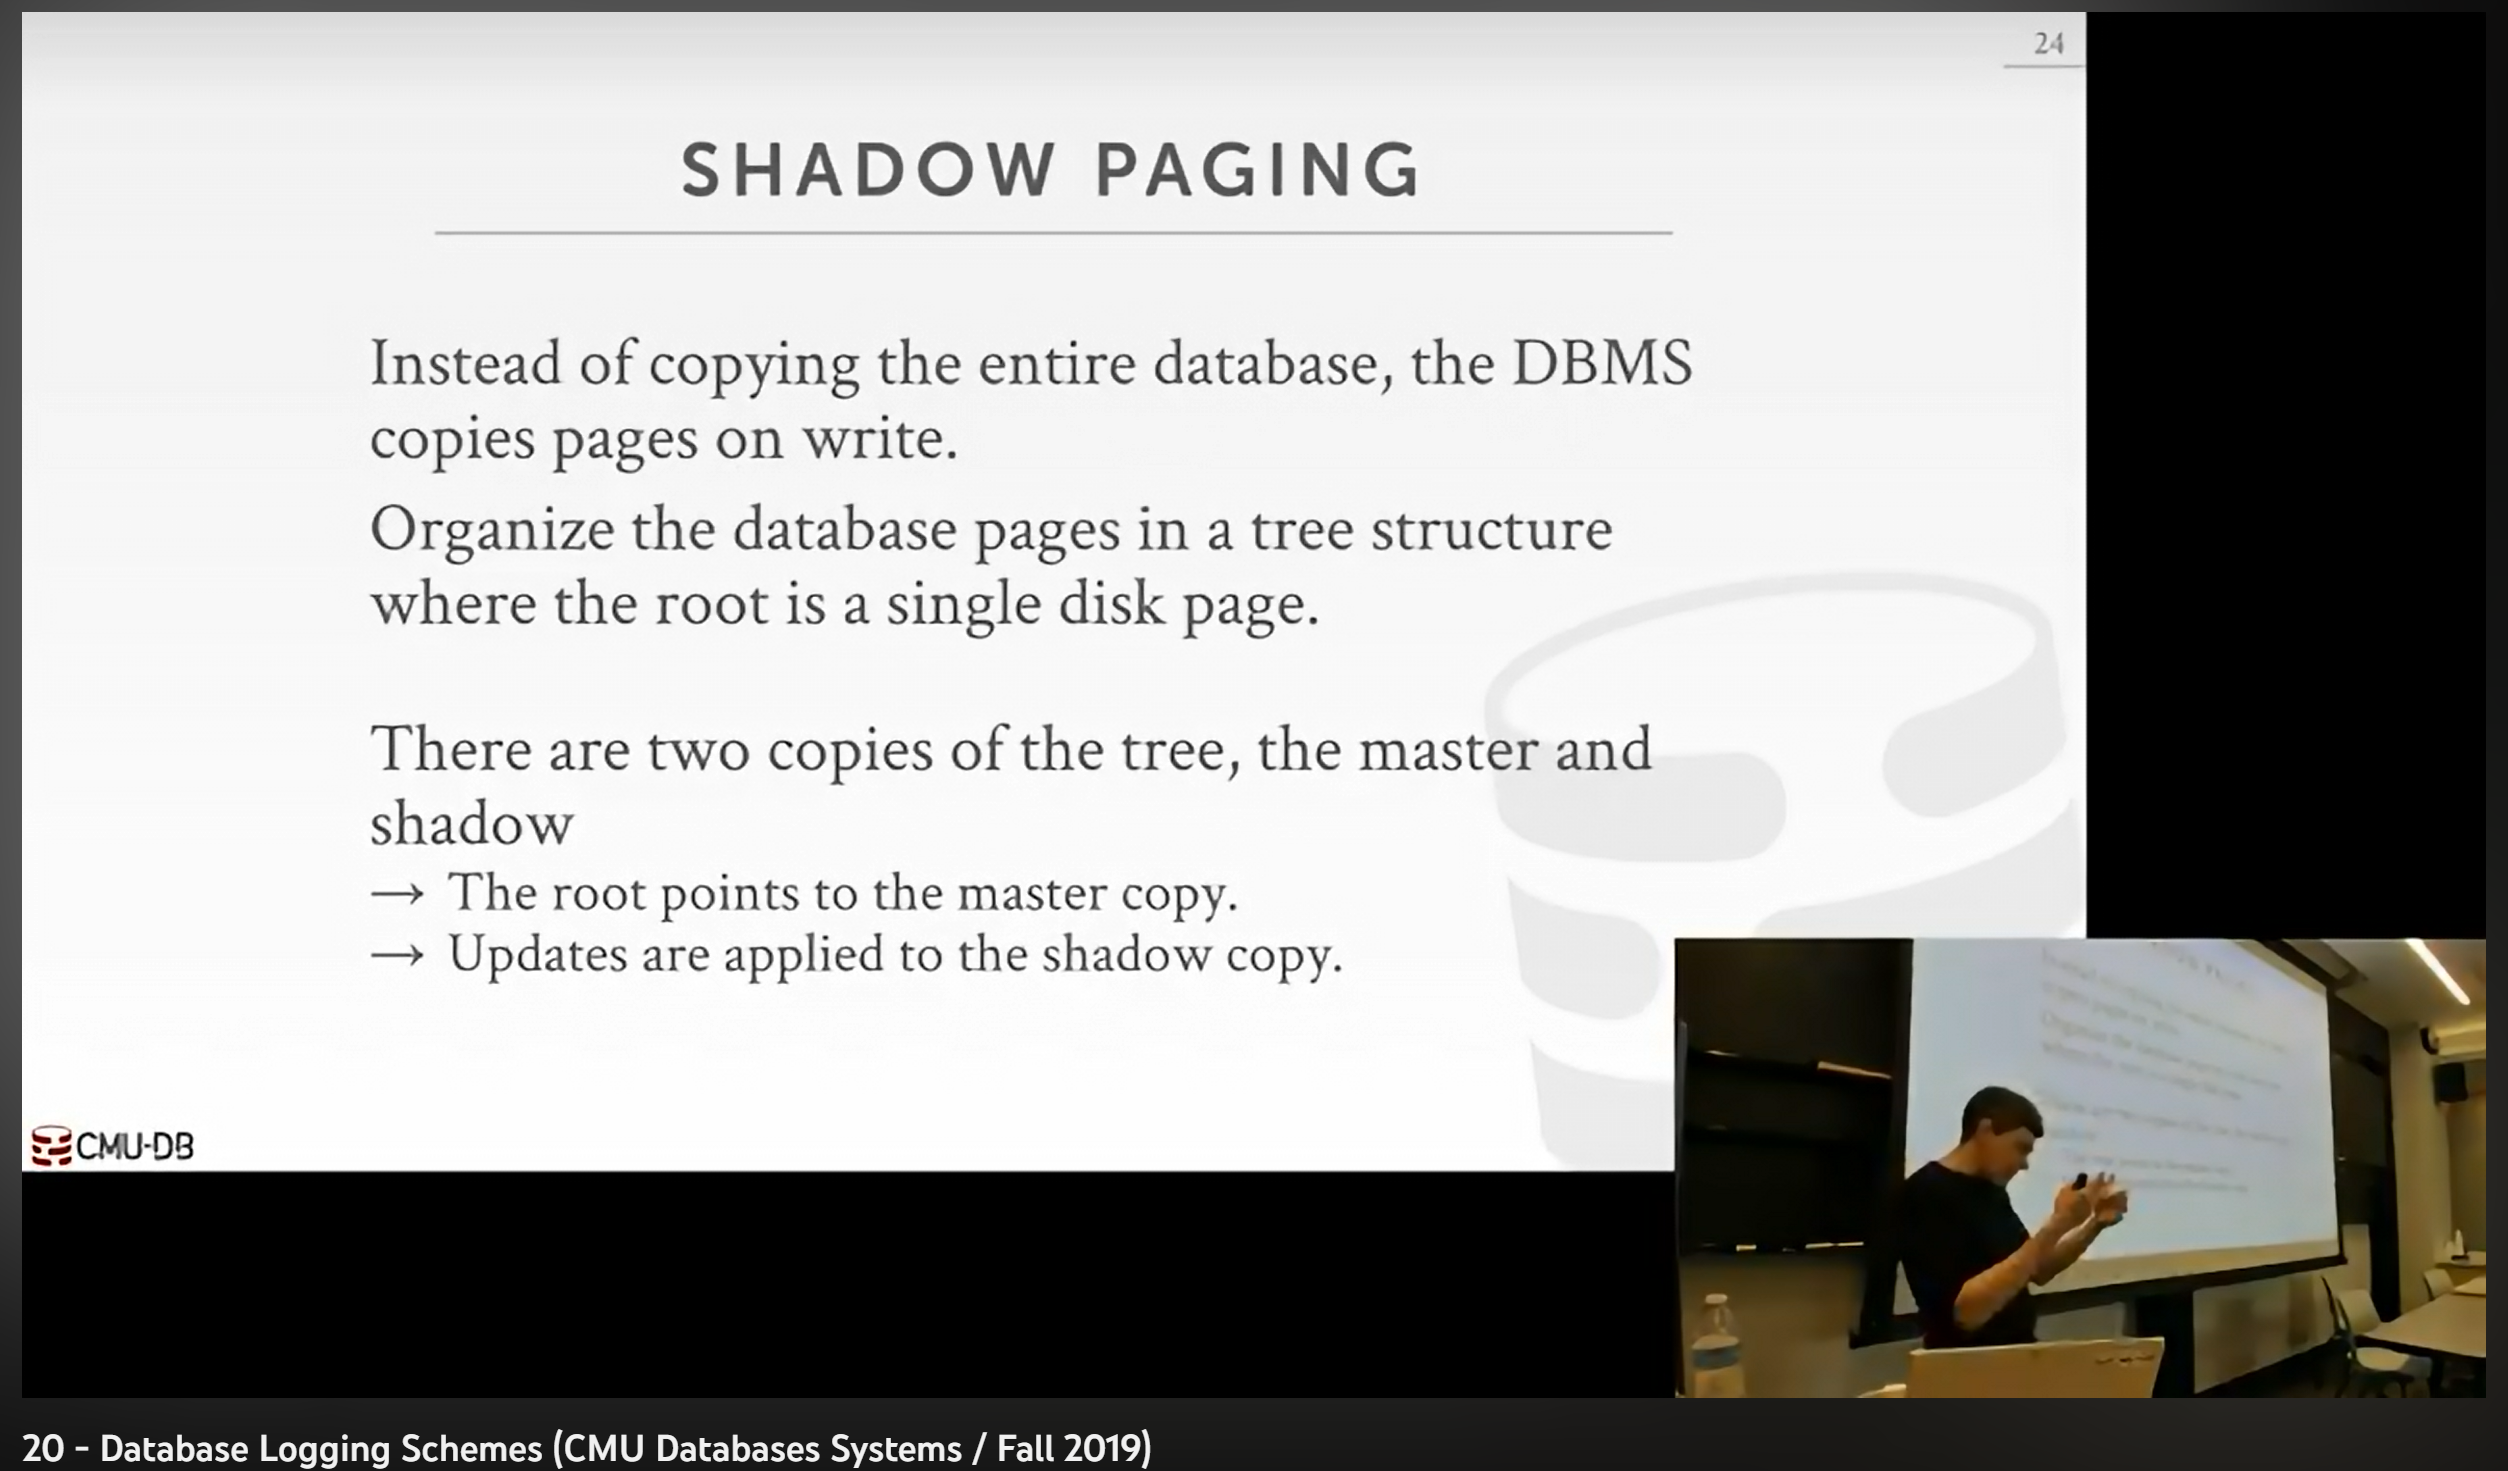 24
SHADOW PAGING
Instead of copying the entire database, the DBMS
copies pages on write.
Organize the database pages in a tree structure
where the root is a single disk page.
There are two copies of the tree, the master and
shadow
→ The root points to the master copy.
→ Updates are applied to the shadow copy.
CMU·DB
20 - Database Logging Schemes (CMU Databases Systems / Fall 2019)